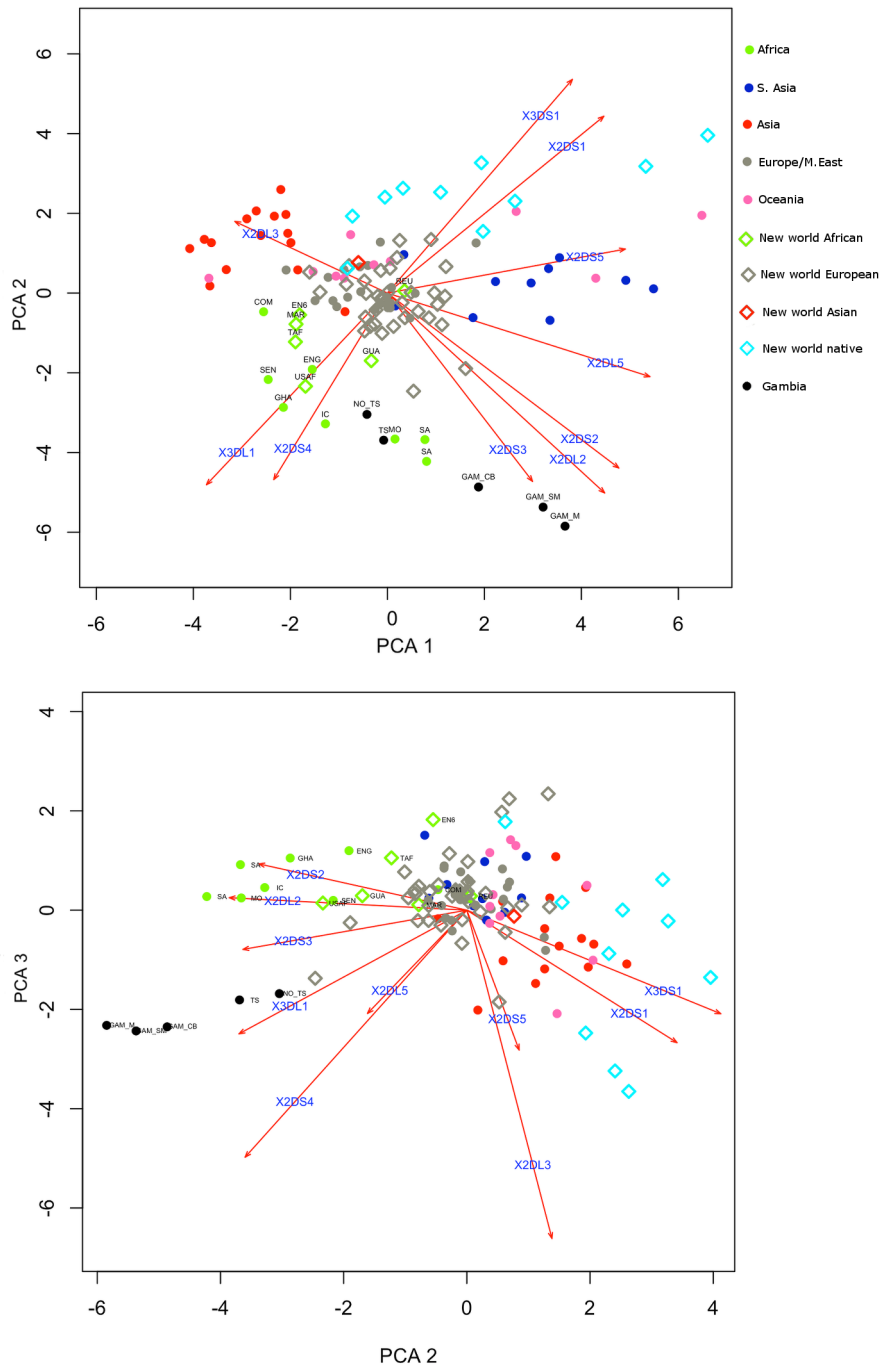 6
4
2
0
-2
-4
-6
PCA 2
-6
-4
-2
0
2
4
6
PCA 1
X3DS1
X2DS1
X2DL3
X2DS5
REU
COM
EN6
MAR
TAF
X2DL5
GUA
ENG
SEN
USAF
GHA
NO_TS
IC
TS
MO
SA
SA
X3DL1
X2DS4
X2DS3
X2DS2
X2DL2
GAM_CB
GAM_SM
GAM_M
Africa
S. Asia
Asia
Europe/M.East
Oceania
New world African
New world European
New world Asian
New world native
Gambia
4
2
0
2
-4
-6
PCA 3
-6
-4
-2
0
2
4
PCA 2
EN6
ENG
TAF
GHA
SA
X2DS2
IC
COM
SA
MO
X2DL2
USAF
SEN
GUA
MAR
REU
X2DS3
X2DL5
X3DS1
NO_TS
TS
X3DL1
X2DS1
X2DS5
GAM_M
GAM_SM
GAM_CB
X2DS4
X2DL3